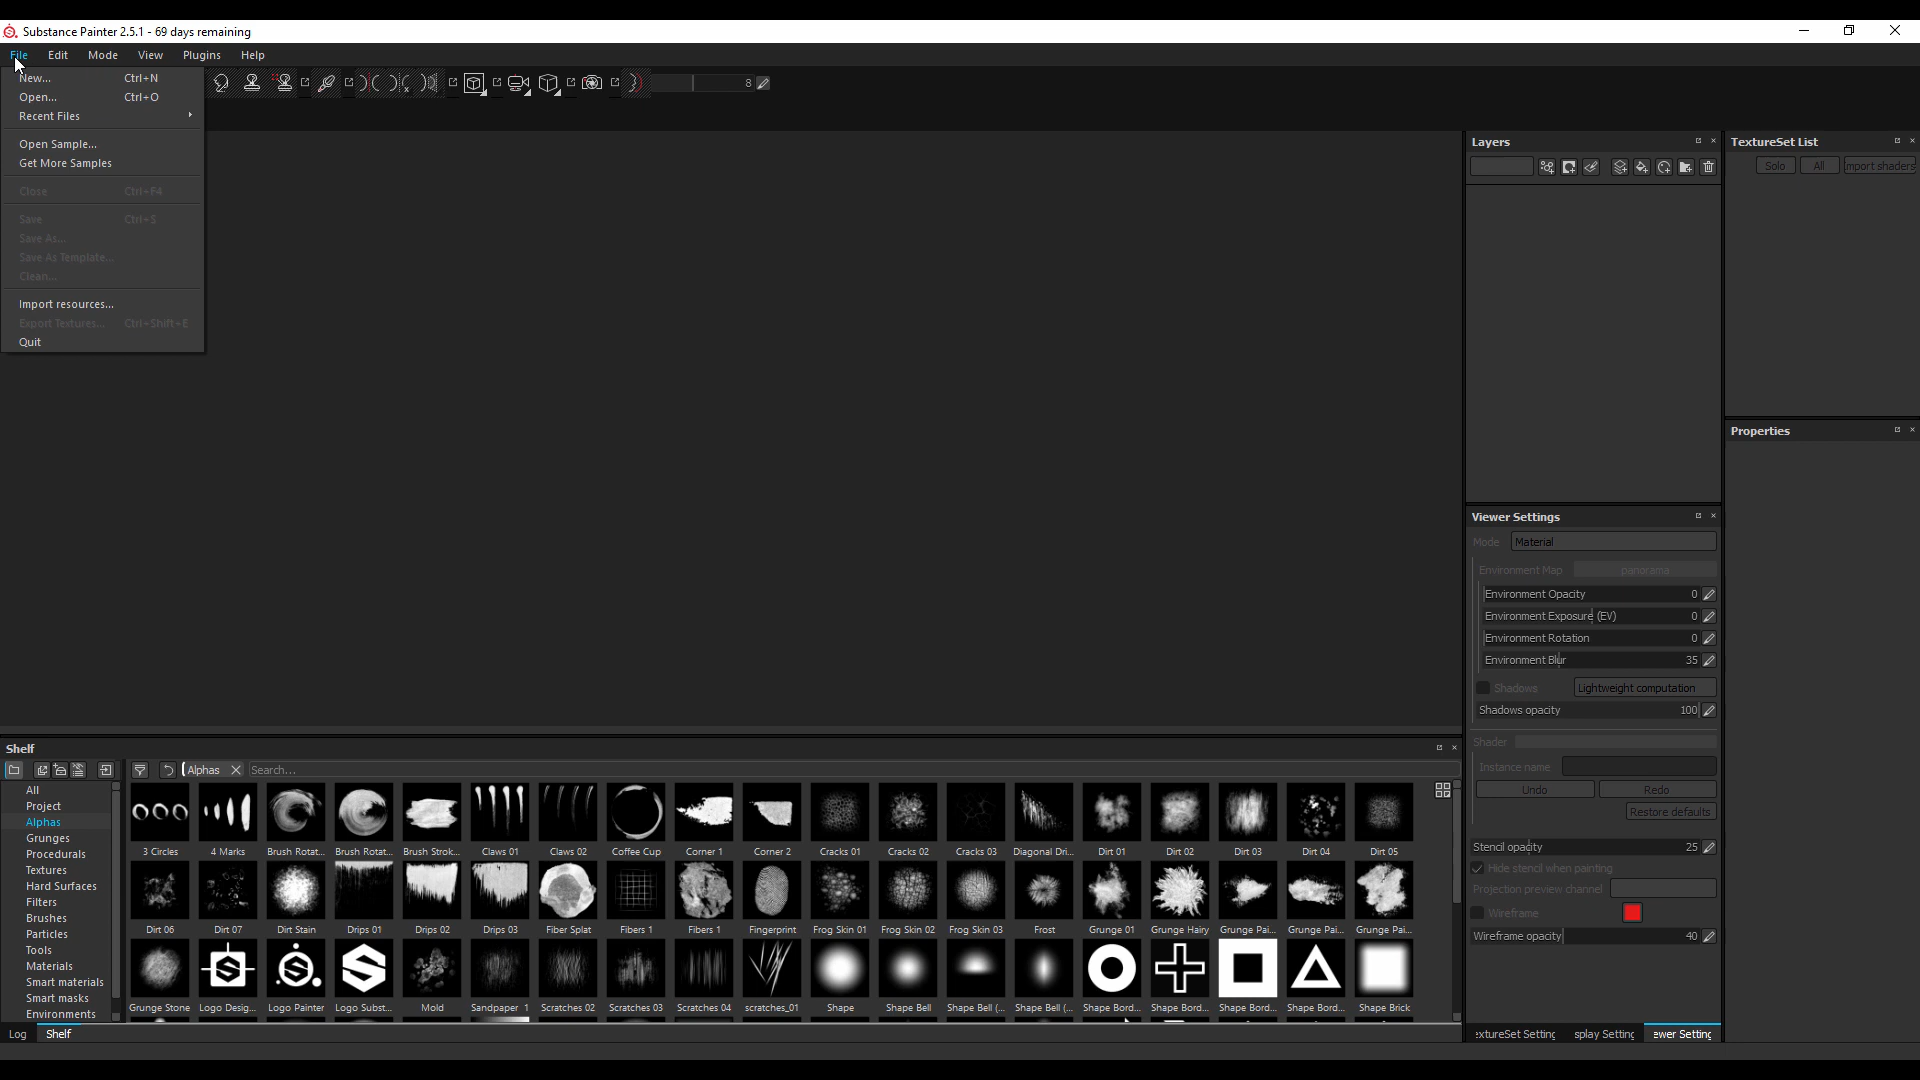 Substance Painter 2.5.1 - 69 days remaining
File Edit Mode View Plugins Help
New... Ctrl+N
Open... Ctrl+O
Recent Files
Open Sample...
Get More Samples
Close Ctrl+F4
Save Ctrl+S
Save As...
Save As Template...
Clean...
Import resources...
Export Textures... Ctrl+Shift+E
Quit
8
Layers
TextureSet List
Solo All mport shaders
Properties
Viewer Settings
Mode Material
Environment Map panorama
Environment Opacity 0
Environment Exposure (EV) 0
Environment Rotation 0
Environment Blur 35
Shadows Lightweight computation
Shadows opacity 100
Shader
Instance name
Undo Redo
Restore defaults
Stencil opacity 25
Hide stencil when painting
Projection preview channel
Wireframe
Wireframe opacity 40
extureSet Setting splay Setting ewer Setting
Shelf
Alphas Search...
All
Project
Alphas
Grunges
Procedurals
Textures
Hard Surfaces
Filters
Brushes
Particles
Tools
Materials
Smart materials
Smart masks
Environments
3 Circles 4 Marks Brush Rotat... Brush Rotat... Brush Strok... Claws 01 Claws 02 Coffee Cup Corner 1 Corner 2 Cracks 01 Cracks 02 Cracks 03 Diagonal Dri... Dirt 01 Dirt 02 Dirt 03 Dirt 04 Dirt 05
Dirt 06 Dirt 07 Dirt Stain Drips 01 Drips 02 Drips 03 Fiber Splat Fibers 1 Fibers 1 Fingerprint Frog Skin 01 Frog Skin 02 Frog Skin 03 Frost Grunge 01 Grunge Hairy Grunge Pai... Grunge Pai... Grunge Pai...
Grunge Stone Logo Desig... Logo Painter Logo Subst... Mold Sandpaper 1 Scratches 02 Scratches 03 Scratches 04 scratches_01 Shape Shape Bell Shape Bell (... Shape Bell (... Shape Bord... Shape Bord... Shape Bord... Shape Bord... Shape Brick
Log Shelf